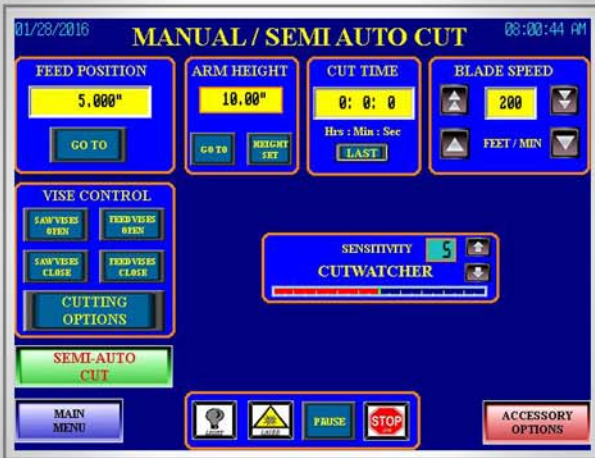 01/28/2016
MANUAL / SEMI AUTO CUT
08:00:44 AM
FEED POSITION
5.000"
GO TO
ARM HEIGHT
10.00"
GO TO
HEIGHT
SET
CUT TIME
0: 0: 0
Hrs : Min : Sec
LAST
BLADE SPEED
200
FEET / MIN
VISE CONTROL
SAW VISES
OPEN
FEED VISES
OPEN
SAW VISES
CLOSE
FEED VISES
CLOSE
CUTTING
OPTIONS
SENSITIVITY
5
CUTWATCHER
SEMI-AUTO
CUT
MAIN
MENU
LIGHT
LASER
PAUSE
STOP
ACCESSORY
OPTIONS